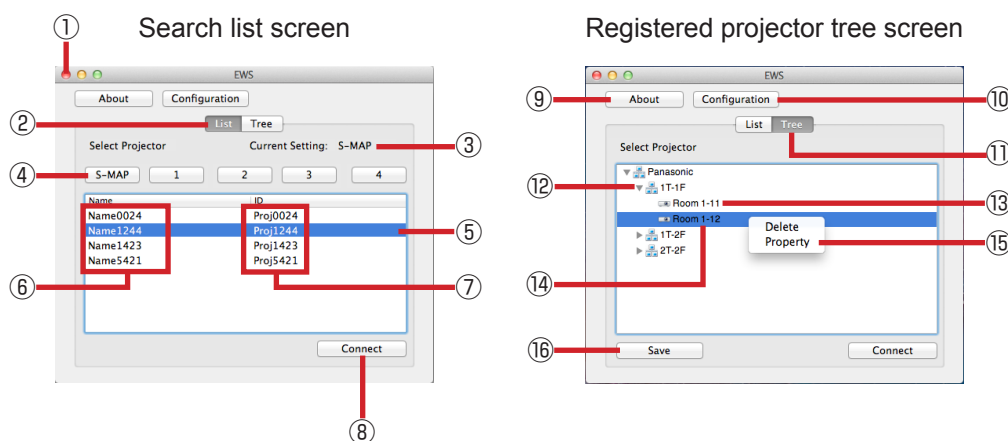 ① Search list screen
EWS
About Configuration
② List Tree
Select Projector Current Setting: S-MAP ③
④ S-MAP 1 2 3 4
Name ID
Name0024 Proj0024
Name1244 Proj1244 ⑤
Name1423 Proj1423
Name5421 Proj5421
⑥ ⑦
Connect
⑧
Registered projector tree screen
EWS
⑨ About Configuration ⑩
List Tree ⑪
Select Projector
Panasonic
⑫ 1T-1F
Room 1-11 ⑬
Room 1-12
Delete
Property ⑮
1T-2F
2T-2F
⑭
⑯ Save Connect